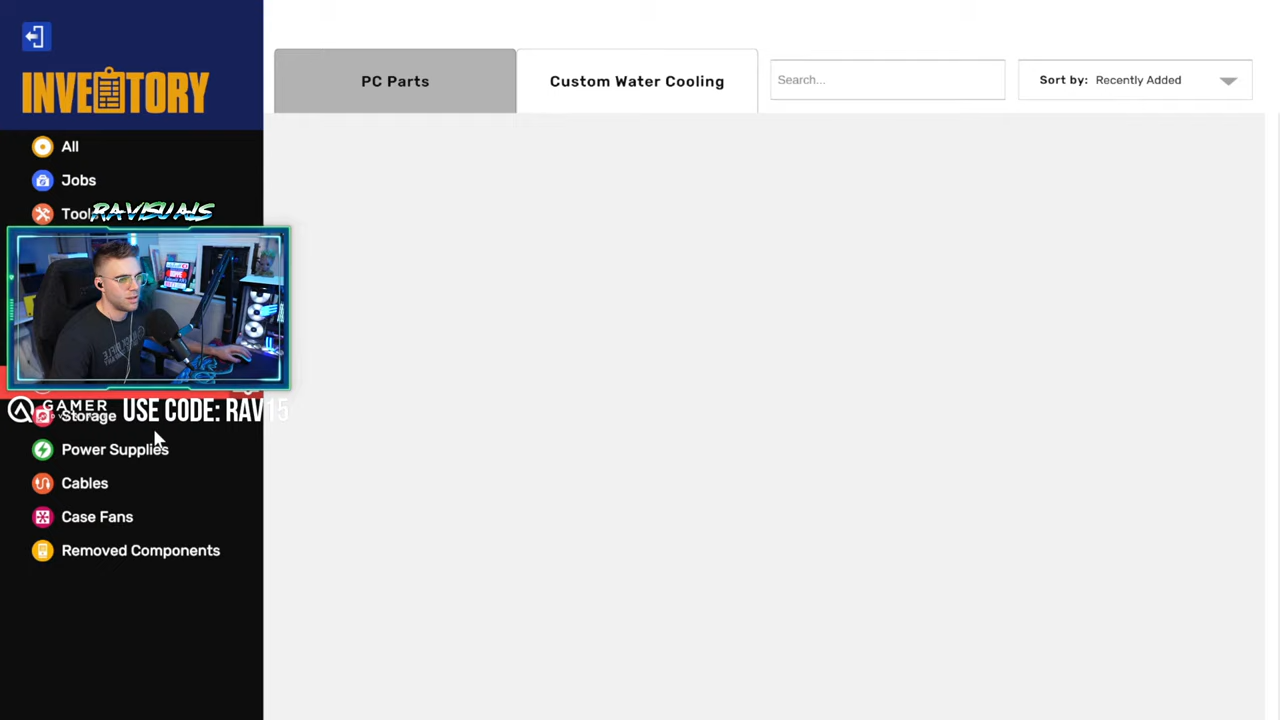 INVENTORY
PC Parts
Custom Water Cooling
Search...
Sort by: Recently Added
All
Jobs
Tool
RAVISUALS
GAMER
USE CODE: RAV15
Storage
Power Supplies
Cables
Case Fans
Removed Components